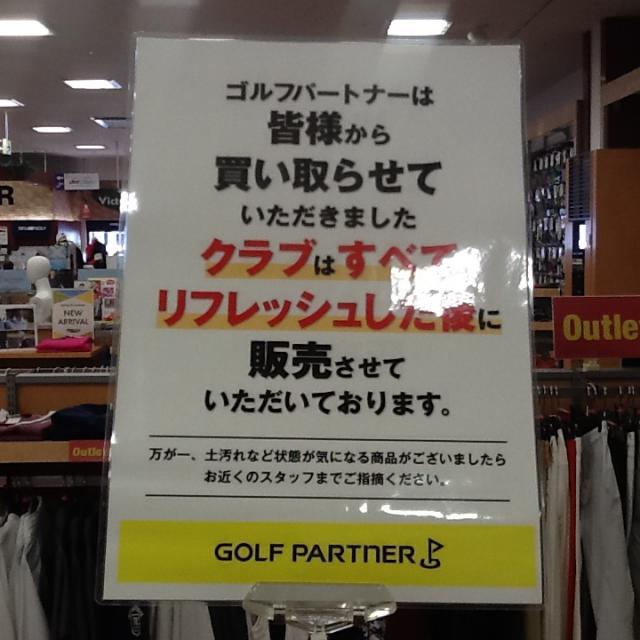 ゴルフパートナーは
皆様から
買い取らせて
いただきました
クラブはすべて
リフレッシュした後に
販売させて
いただいております。
万が一、土汚れなど状態が気になる商品がございましたら
お近くのスタッフまでご指摘ください。
GOLF PARTNER
NEW
ARRIVAL
Outle
Outle